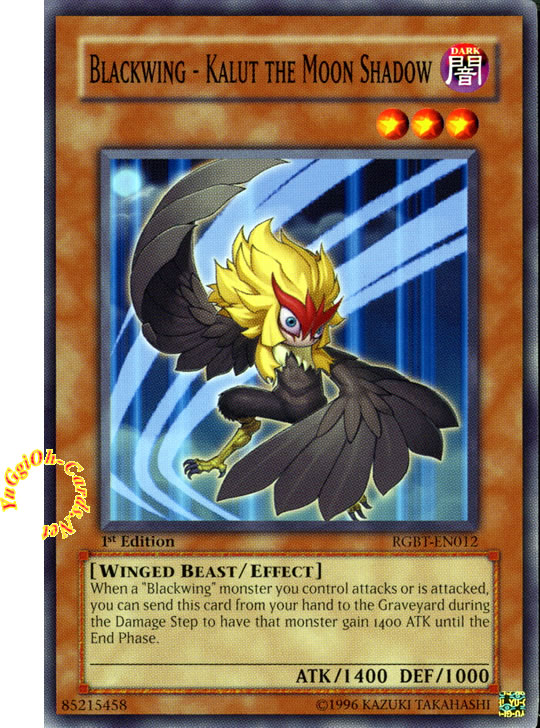 BLACKWING - KALUT THE MOON SHADOW
DARK
闇
YuGgiOh-Cards.Net
1st Edition
RGBT-EN012
[WINGED BEAST/EFFECT]
When a "Blackwing" monster you control attacks or is attacked,
you can send this card from your hand to the Graveyard during
the Damage Step to have that monster gain 1400 ATK until the
End Phase.
ATK/1400 DEF/1000
85215458
©1996 KAZUKI TAKAHASHI